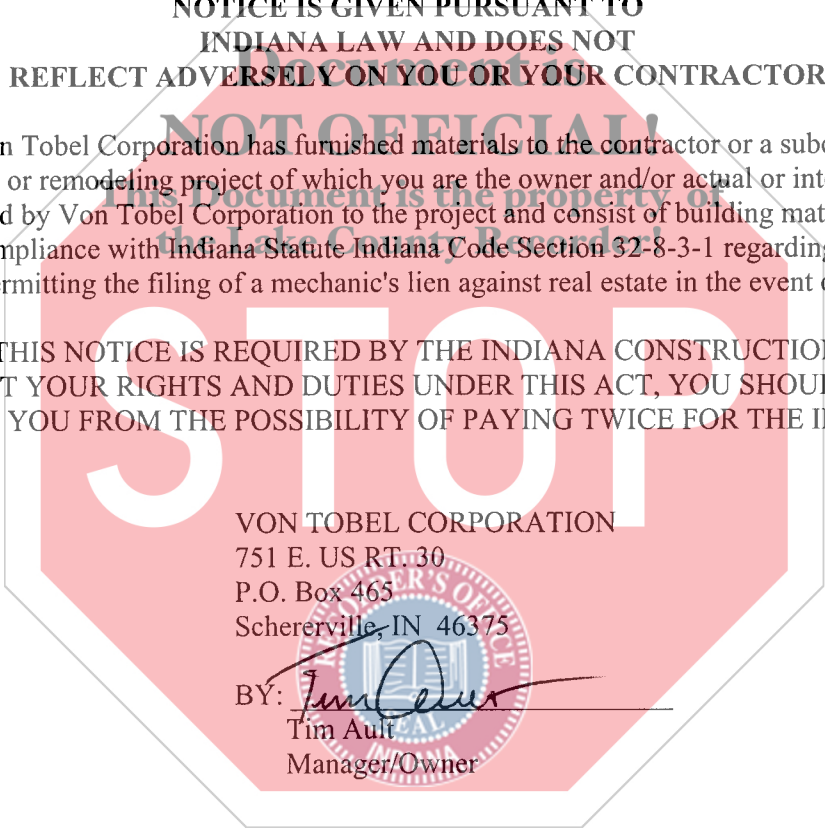 NOTICE IS GIVEN PURSUANT TO
INDIANA LAW AND DOES NOT
Document is
REFLECT ADVERSELY ON YOU OR YOUR CONTRACTOR
NOT OFFICIAL!
n Tobel Corporation has furnished materials to the contractor or a subc
or remodeling project of which you are the owner and/or actual or inte
This Document is the property of
d by Von Tobel Corporation to the project and consist of building mat
the Lake County Recorder!
mpliance with Indiana Statute Indiana Code Section 32-8-3-1 regarding
ermitting the filing of a mechanic's lien against real estate in the event
STOP
THIS NOTICE IS REQUIRED BY THE INDIANA CONSTRUCTIO
T YOUR RIGHTS AND DUTIES UNDER THIS ACT, YOU SHOU
YOU FROM THE POSSIBILITY OF PAYING TWICE FOR THE I
VON TOBEL CORPORATION
751 E. US RT. 30
P.O. Box 465
Schererville, IN 46375
RECORDER'S OFFICE
BY: Tim Ault
SEAL
Tim Ault
INDIANA
Manager/Owner